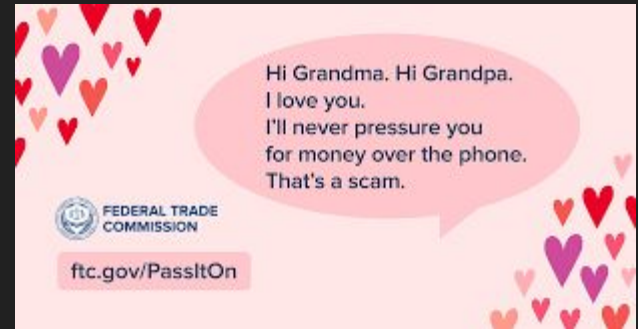 Hi Grandma. Hi Grandpa.
I love you.
I'll never pressure you
for money over the phone.
That's a scam.
FEDERAL TRADE
COMMISSION
ftc.gov/PassItOn